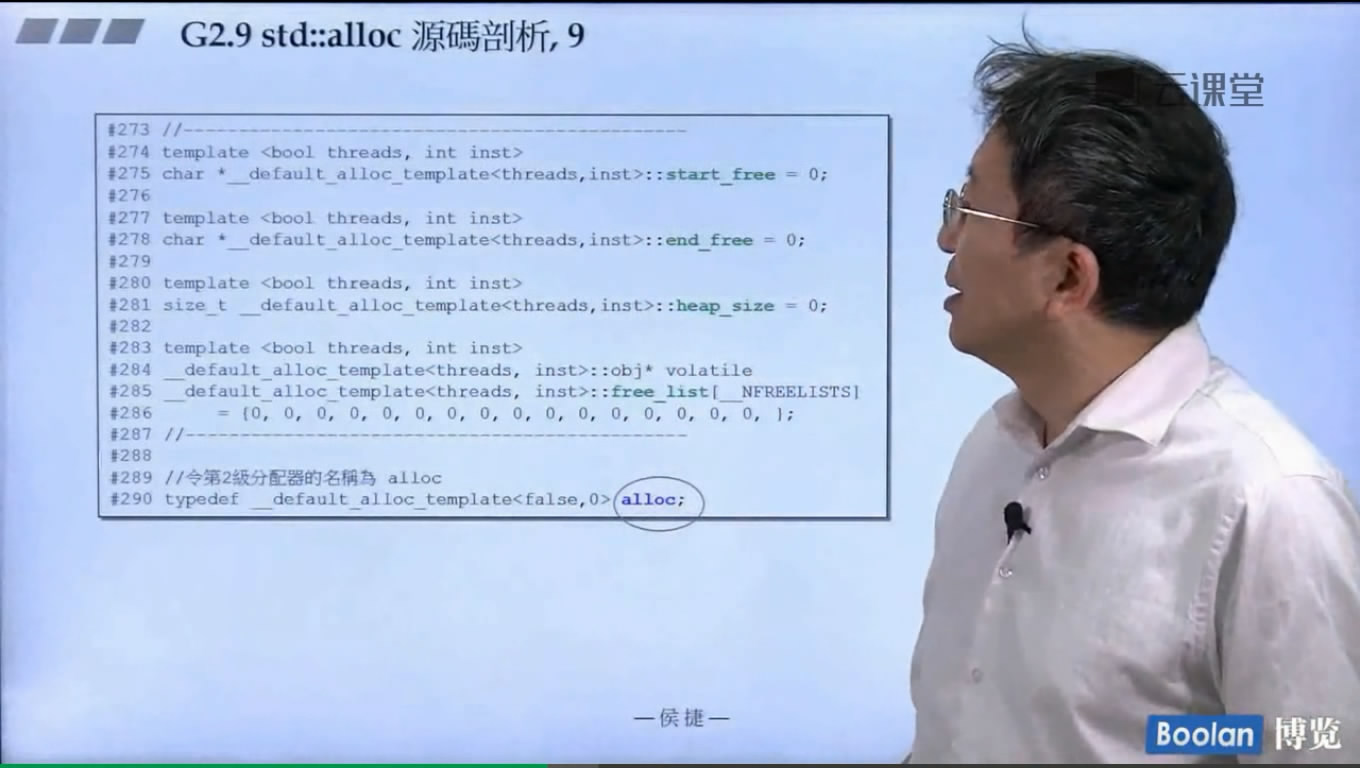 G2.9 std::alloc 源碼剖析, 9
云课堂
#273 //-----------------------------------------------
#274 template <bool threads, int inst>
#275 char *__default_alloc_template<threads,inst>::start_free = 0;
#276
#277 template <bool threads, int inst>
#278 char *__default_alloc_template<threads,inst>::end_free = 0;
#279
#280 template <bool threads, int inst>
#281 size_t __default_alloc_template<threads,inst>::heap_size = 0;
#282
#283 template <bool threads, int inst>
#284 __default_alloc_template<threads, inst>::obj* volatile
#285 __default_alloc_template<threads, inst>::free_list[__NFREELISTS]
#286 = {0, 0, 0, 0, 0, 0, 0, 0, 0, 0, 0, 0, 0, 0, 0, 0, };
#287 //-----------------------------------------------
#288
#289 //令第2級分配器的名稱為 alloc
#290 typedef __default_alloc_template<false,0> alloc;
—侯捷—
Boolan 博览